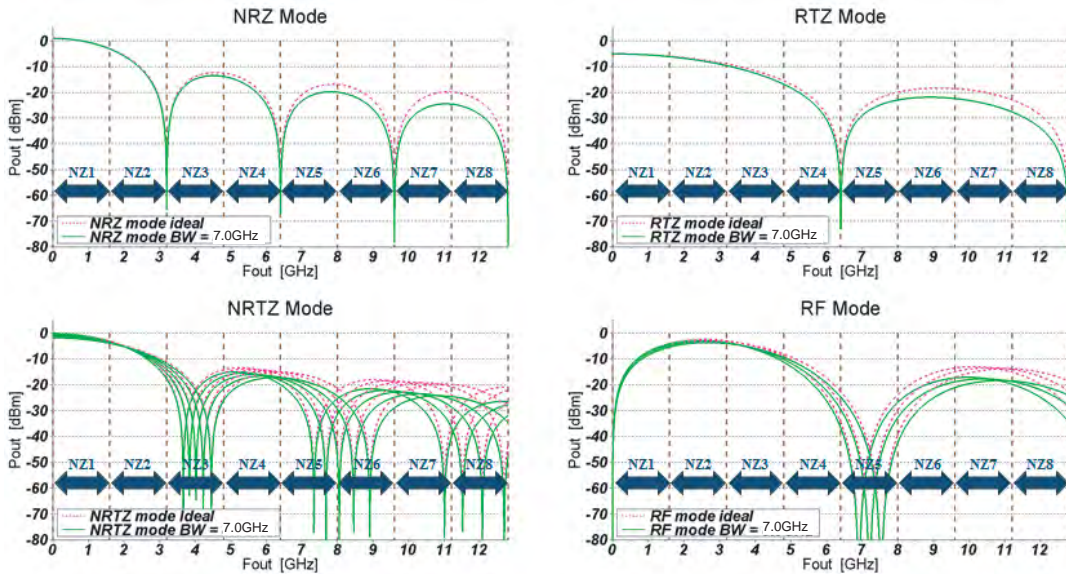 NRZ Mode
Pout [ dBm]
0
-10
-20
-30
-40
-50
-60
-70
-80
NZ1 NZ2 NZ3 NZ4 NZ5 NZ6 NZ7 NZ8
NRZ mode ideal
NRZ mode BW = 7.0GHz
0 1 2 3 4 5 6 7 8 9 10 11 12
Fout [GHz]
RTZ Mode
Pout [dBm]
0
-10
-20
-30
-40
-50
-60
-70
-80
NZ1 NZ2 NZ3 NZ4 NZ5 NZ6 NZ7 NZ8
RTZ mode ideal
RTZ mode BW = 7.0GHz
0 1 2 3 4 5 6 7 8 9 10 11 12
Fout [GHz]
NRTZ Mode
Pout [dBm]
0
-10
-20
-30
-40
-50
-60
-70
-80
NZ1 NZ2 NZ3 NZ4 NZ5 NZ6 NZ7 NZ8
NRTZ mode Ideal
NRTZ mode BW = 7.0GHz
0 1 2 3 4 5 6 7 8 9 10 11 12
Fout [GHz]
RF Mode
Pout [dBm]
0
-10
-20
-30
-40
-50
-60
-70
-80
NZ1 NZ2 NZ3 NZ4 NZ5 NZ6 NZ7 NZ8
RF mode ideal
RF mode BW = 7.0GHz
0 1 2 3 4 5 6 7 8 9 10 11 12
Fout [GHz]